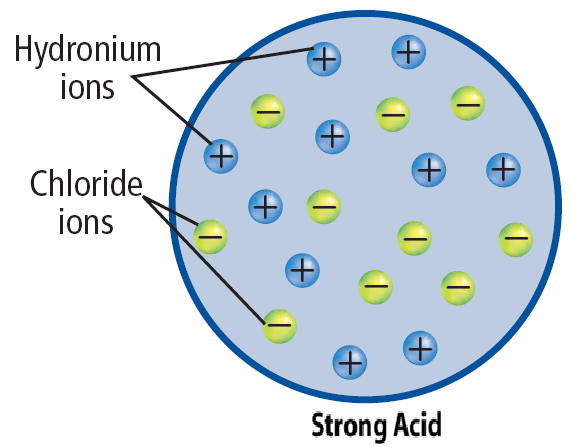 Hydronium
ions
Chloride
ions
Strong Acid